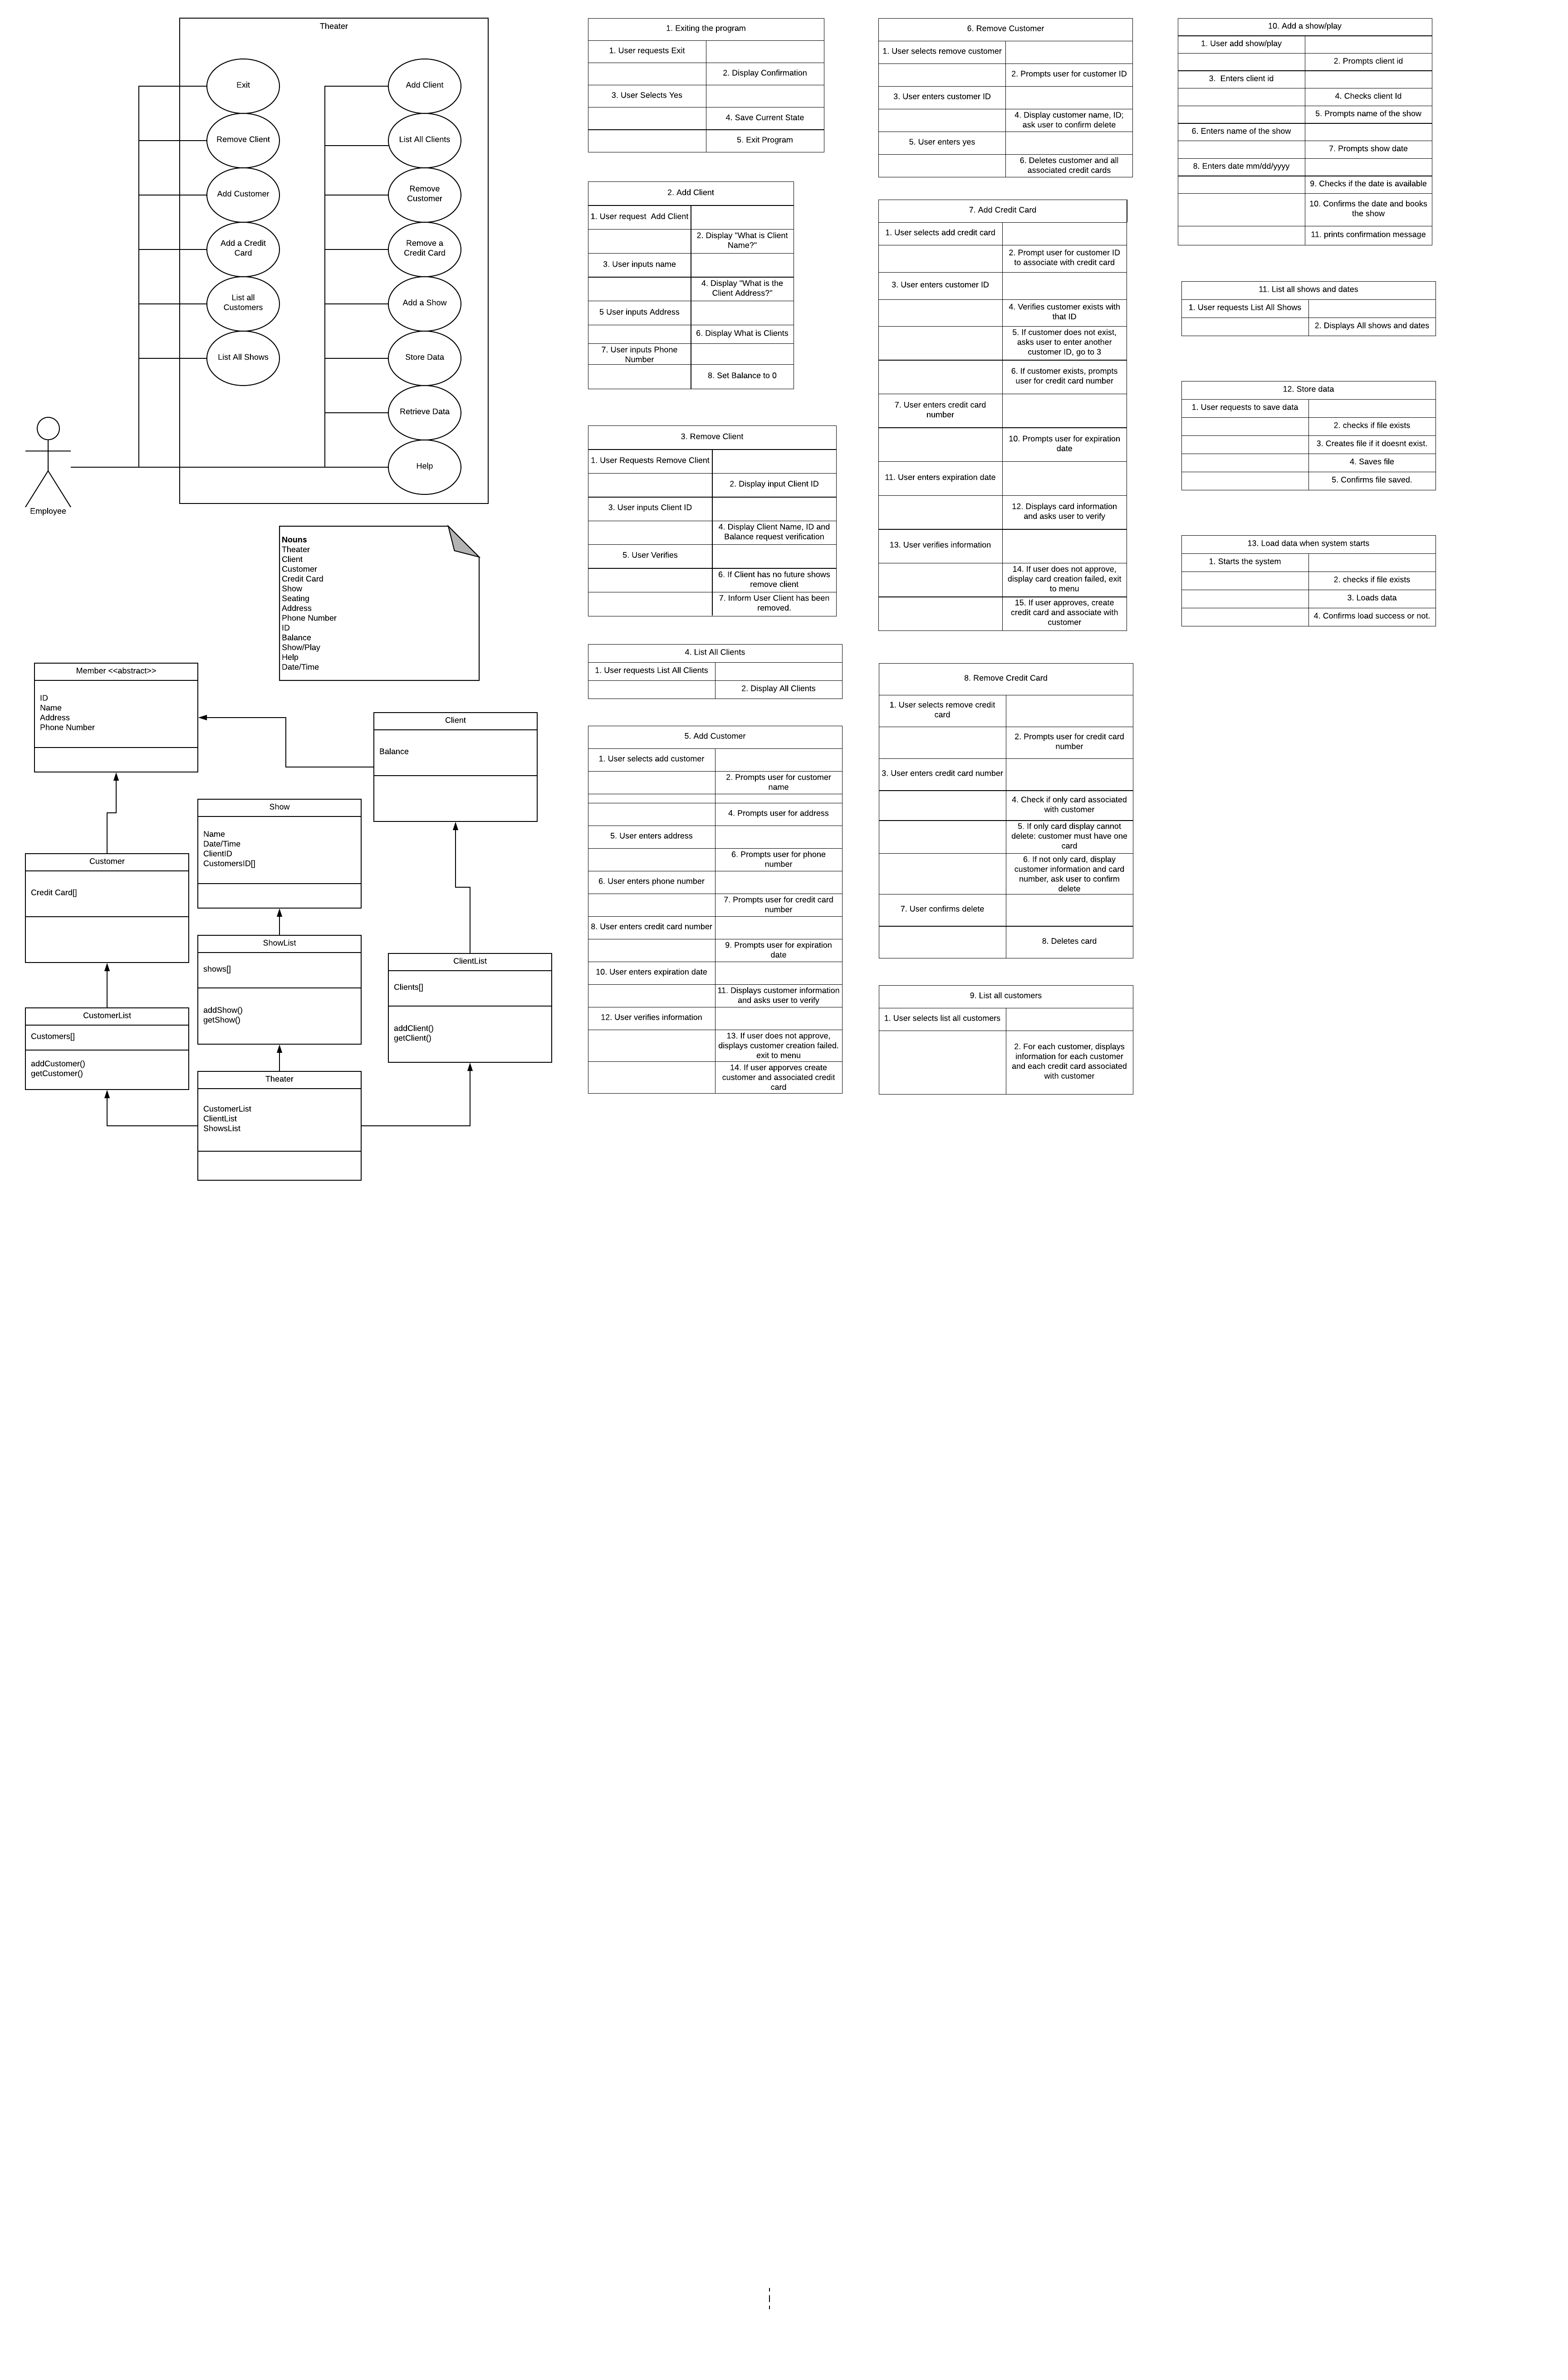 Theater
Exit
Add Client
Remove Client
List All Clients
Add Customer
Remove
Customer
Add a Credit
Card
Remove a
Credit Card
List all
Customers
Add a Show
List All Shows
Store Data
Retrieve Data
Help
Employee
Nouns
Theater
Client
Customer
Credit Card
Show
Seating
Address
Phone Number
ID
Balance
Show/Play
Help
Date/Time
Member <<abstract>>
ID
Name
Address
Phone Number
Client
Balance
Show
Name
Date/Time
ClientID
CustomersID[]
Customer
Credit Card[]
ShowList
shows[]
addShow()
getShow()
ClientList
Clients[]
addClient()
getClient()
CustomerList
Customers[]
addCustomer()
getCustomer()
Theater
CustomerList
ClientList
ShowsList
1. Exiting the program
1. User requests Exit
2. Display Confirmation
3. User Selects Yes
4. Save Current State
5. Exit Program
2. Add Client
1. User request  Add Client
2. Display "What is Client
Name?"
3. User inputs name
4. Display "What is the
Client Address?"
5 User inputs Address
6. Display What is Clients
7. User inputs Phone
Number
8. Set Balance to 0
3. Remove Client
1. User Requests Remove Client
2. Display input Client ID
3. User inputs Client ID
4. Display Client Name, ID and
Balance request verification
5. User Verifies
6. If Client has no future shows
remove client
7. Inform User Client has been
removed.
4. List All Clients
1. User requests List All Clients
2. Display All Clients
5. Add Customer
1. User selects add customer
2. Prompts user for customer
name
4. Prompts user for address
5. User enters address
6. Prompts user for phone
number
6. User enters phone number
7. Prompts user for credit card
number
8. User enters credit card number
9. Prompts user for expiration
date
10. User enters expiration date
11. Displays customer information
and asks user to verify
12. User verifies information
13. If user does not approve,
displays customer creation failed.
exit to menu
14. If user apporves create
customer and associated credit
card
6. Remove Customer
1. User selects remove customer
2. Prompts user for customer ID
3. User enters customer ID
4. Display customer name, ID;
ask user to confirm delete
5. User enters yes
6. Deletes customer and all
associated credit cards
7. Add Credit Card
1. User selects add credit card
2. Prompt user for customer ID
to associate with credit card
3. User enters customer ID
4. Verifies customer exists with
that ID
5. If customer does not exist,
asks user to enter another
customer ID, go to 3
6. If customer exists, prompts
user for credit card number
7. User enters credit card
number
10. Prompts user for expiration
date
11. User enters expiration date
12. Displays card information
and asks user to verify
13. User verifies information
14. If user does not approve,
display card creation failed, exit
to menu
15. If user approves, create
credit card and associate with
customer
8. Remove Credit Card
1. User selects remove credit
card
2. Prompts user for credit card
number
3. User enters credit card number
4. Check if only card associated
with customer
5. If only card display cannot
delete: customer must have one
card
6. If not only card, display
customer information and card
number, ask user to confirm
delete
7. User confirms delete
8. Deletes card
9. List all customers
1. User selects list all customers
2. For each customer, displays
information for each customer
and each credit card associated
with customer
10. Add a show/play
1. User add show/play
2. Prompts client id
3.  Enters client id
4. Checks client Id
5. Prompts name of the show
6. Enters name of the show
7. Prompts show date
8. Enters date mm/dd/yyyy
9. Checks if the date is available
10. Confirms the date and books
the show
11. prints confirmation message
11. List all shows and dates
1. User requests List All Shows
2. Displays All shows and dates
12. Store data
1. User requests to save data
2. checks if file exists
3. Creates file if it doesnt exist.
4. Saves file
5. Confirms file saved.
13. Load data when system starts
1. Starts the system
2. checks if file exists
3. Loads data
4. Confirms load success or not.